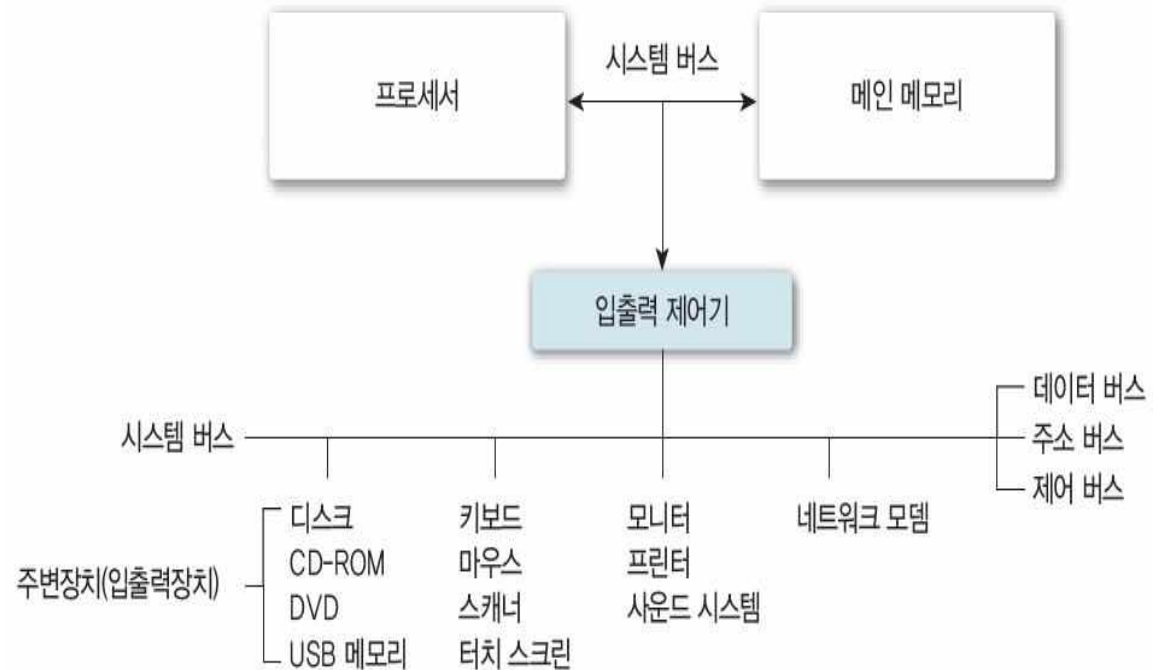 시스템 버스
프로세서
메인 메모리
입출력 제어기
데이터 버스
시스템 버스
주소 버스
제어 버스
주변장치(입출력장치)
디스크
CD-ROM
DVD
USB 메모리
키보드
마우스
스캐너
터치 스크린
모니터
프린터
사운드 시스템
네트워크 모뎀